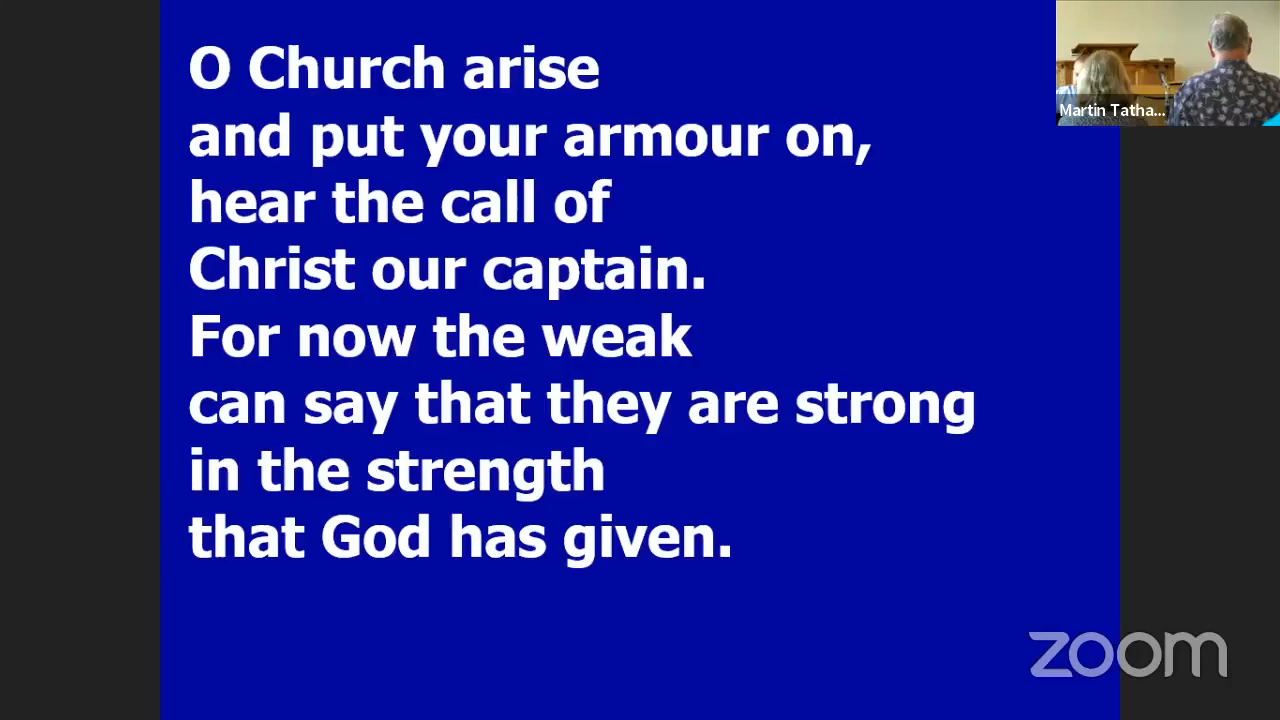 O Church arise
and put your armour on,
hear the call of
Christ our captain.
For now the weak
can say that they are strong
in the strength
that God has given.
Martin Tatha...
zoom